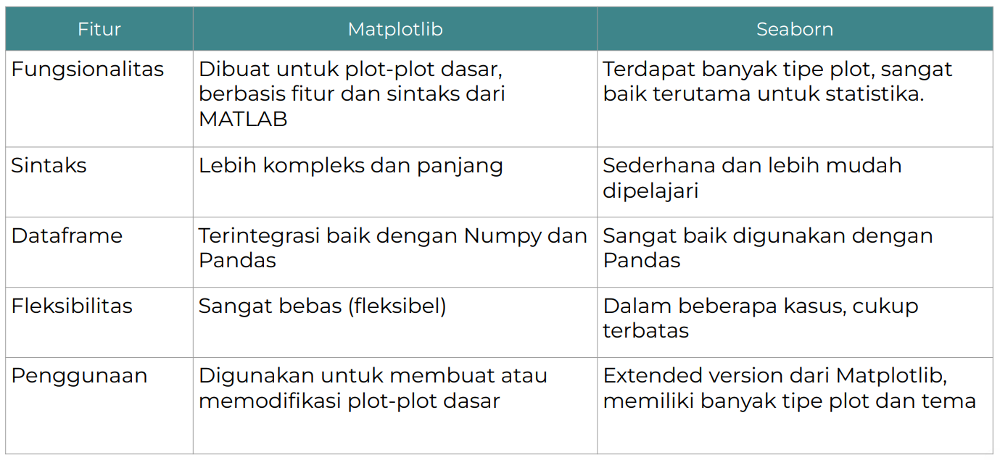 Fitur
Matplotlib
Seaborn
Fungsionalitas
Dibuat untuk plot-plot dasar,
berbasis fitur dan sintaks dari
MATLAB
Terdapat banyak tipe plot, sangat
baik terutama untuk statistika.
Sintaks
Lebih kompleks dan panjang
Sederhana dan lebih mudah
dipelajari
Dataframe
Terintegrasi baik dengan Numpy dan
Pandas
Sangat baik digunakan dengan
Pandas
Fleksibilitas
Sangat bebas (fleksibel)
Dalam beberapa kasus, cukup
terbatas
Penggunaan
Digunakan untuk membuat atau
memodifikasi plot-plot dasar
Extended version dari Matplotlib,
memiliki banyak tipe plot dan tema